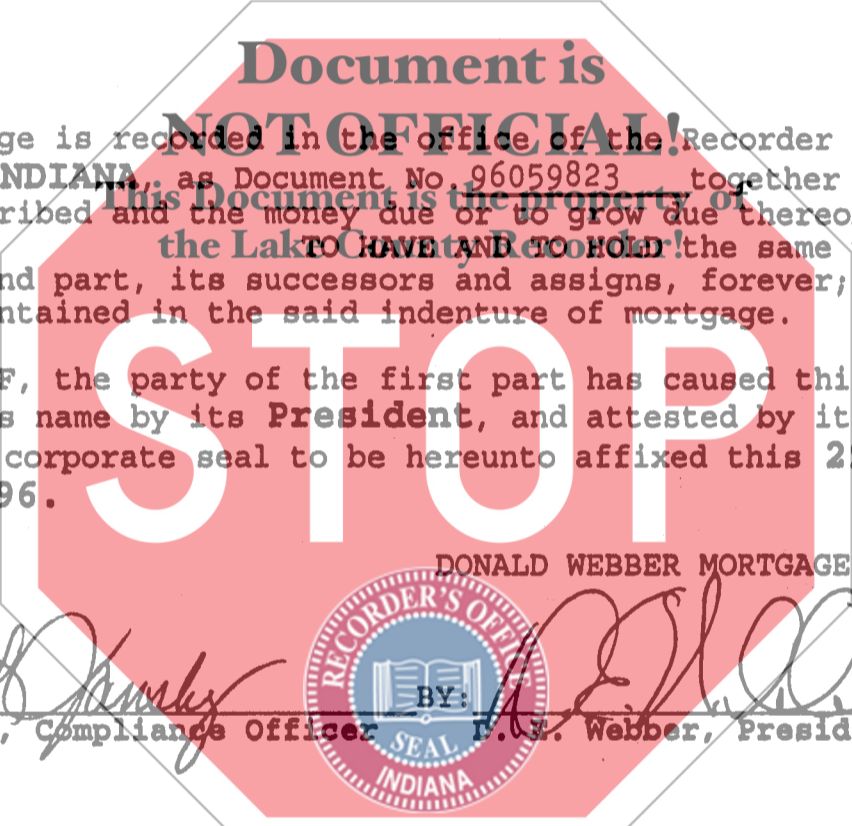 Document is
NOT OFFICIAL!
ge is recorded in the office of the Recorder
NDIANA, as Document No. 96059823 together
This Document is the property of
ribed and the money due or to grow due thereo
the Lake County Recorder!
TO HAVE AND TO HOLD the same
nd part, its successors and assigns, forever;
ntained in the said indenture of mortgage.
STOP
F, the party of the first part has caused thi
s name by its President, and attested by it
corporate seal to be hereunto affixed this 2
96.
DONALD WEBBER MORTGAGE
RECORDER'S OFFICE
BY:
, Compliance Officer
Webber, Presid
SEAL
INDIANA